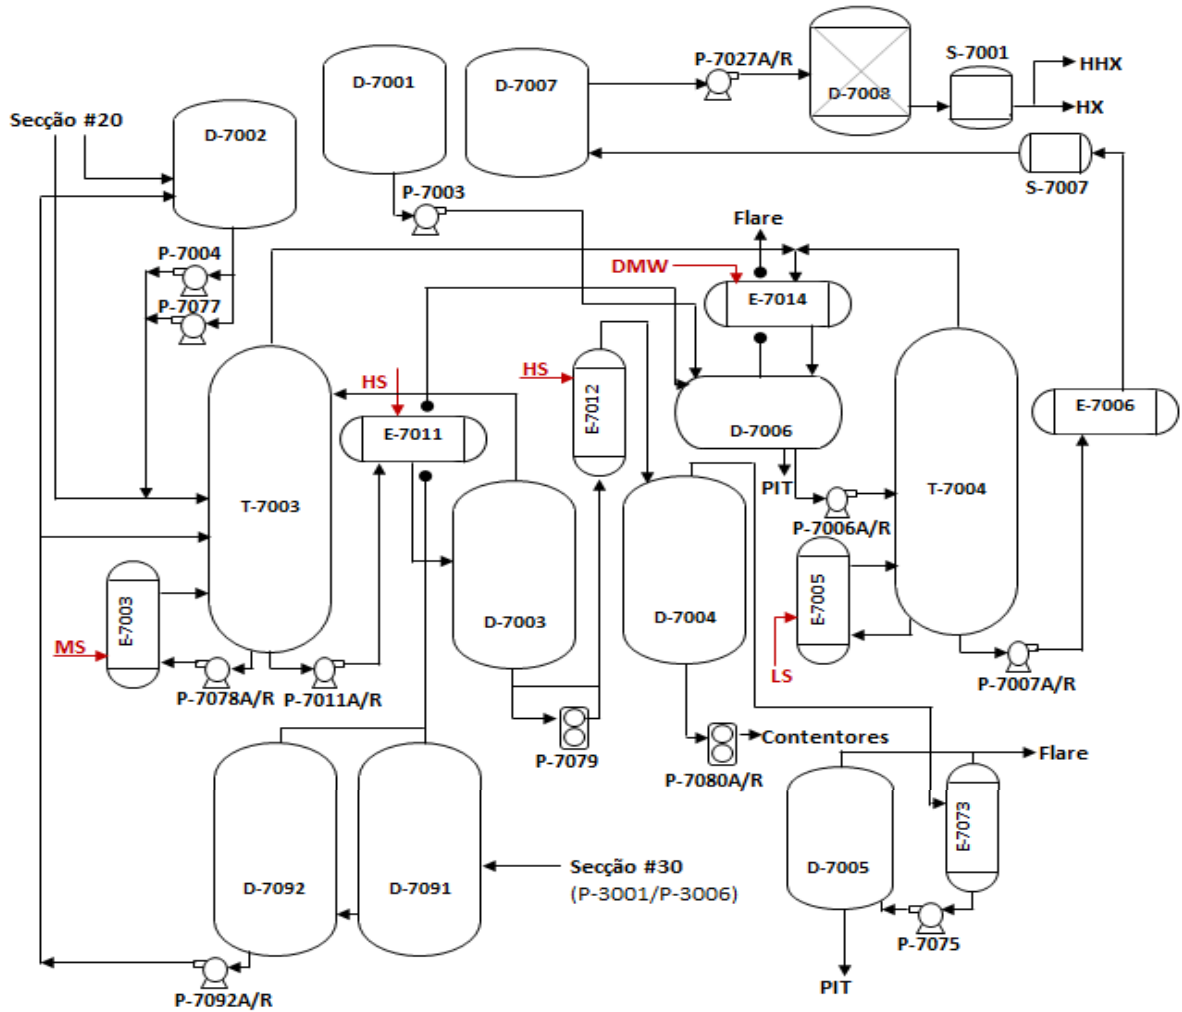 S-7001
P-7027A/R
HHX
D-7001
D-7007
D-7008
HX
Secção #20
D-7002
S-7007
P-7003
Flare
P-7004
DMW
E-7014
P-7077
HS
HS
E-7012
E-7006
E-7011
D-7006
PIT
T-7003
T-7004
P-7006A/R
E-7003
E-7005
D-7003
D-7004
MS
LS
P-7078A/R
P-7011A/R
P-7007A/R
Contentores
P-7079
Flare
P-7080A/R
E-7073
Secção #30
D-7005
D-7092
D-7091
(P-3001/P-3006)
P-7075
PIT
P-7092A/R